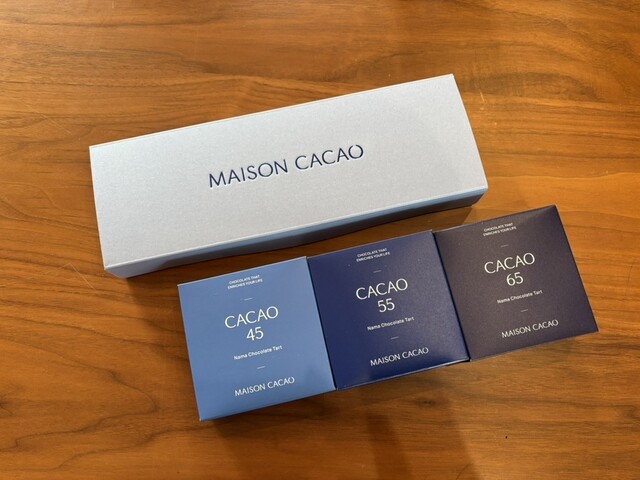 MAISON CACAO
CHOCOLATE THAT
ENRICHES YOUR LIFE
CACAO
45
Nama Chocolate Tart
MAISON CACAO
CHOCOLATE THAT
ENRICHES YOUR LIFE
CACAO
55
Nama Chocolate Tart
MAISON CACAO
CHOCOLATE THAT
ENRICHES YOUR LIFE
CACAO
65
Nama Chocolate Tart
MAISON CACAO